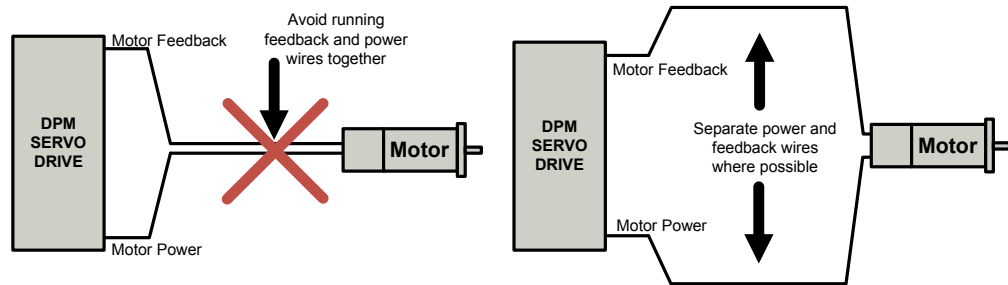 Avoid running
feedback and power
wires together
Motor Feedback
DPM
SERVO
DRIVE
Motor
Motor Power
Motor Feedback
DPM
SERVO
DRIVE
Separate power and
feedback wires
where possible
Motor
Motor Power